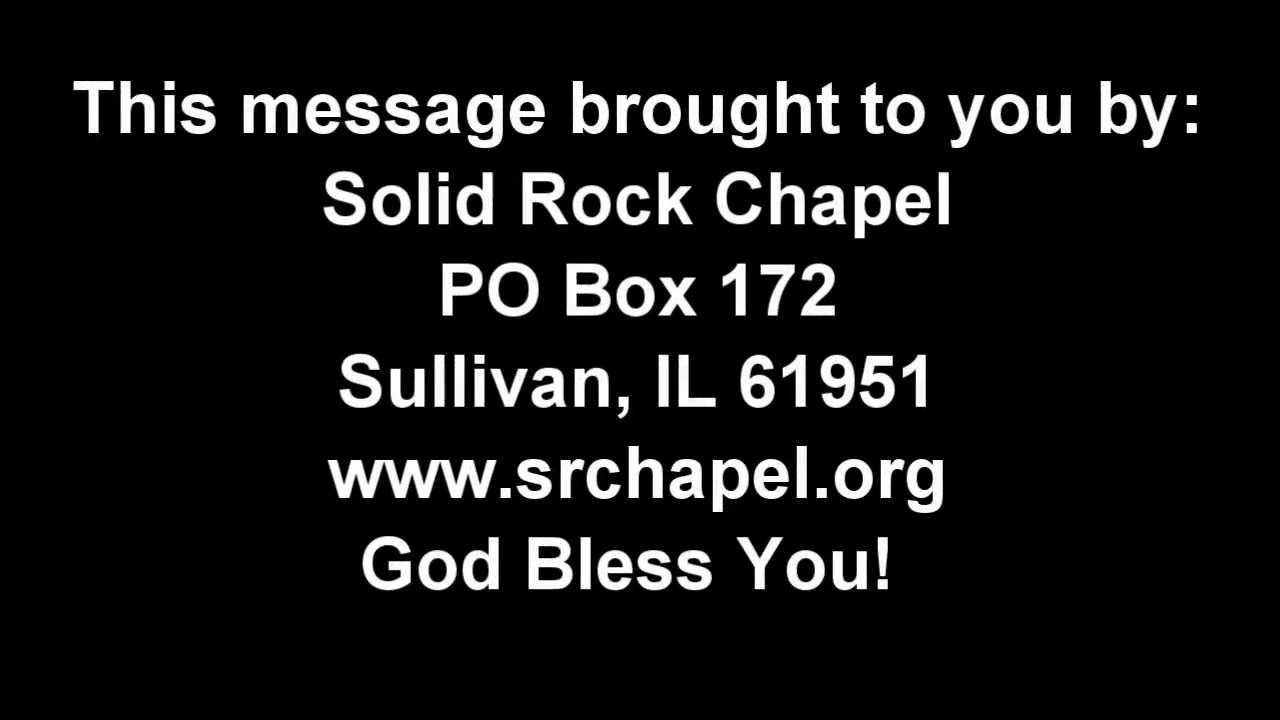 This message brought to you by:
Solid Rock Chapel
PO Box 172
Sullivan, IL 61951
www.srchapel.org
God Bless You!